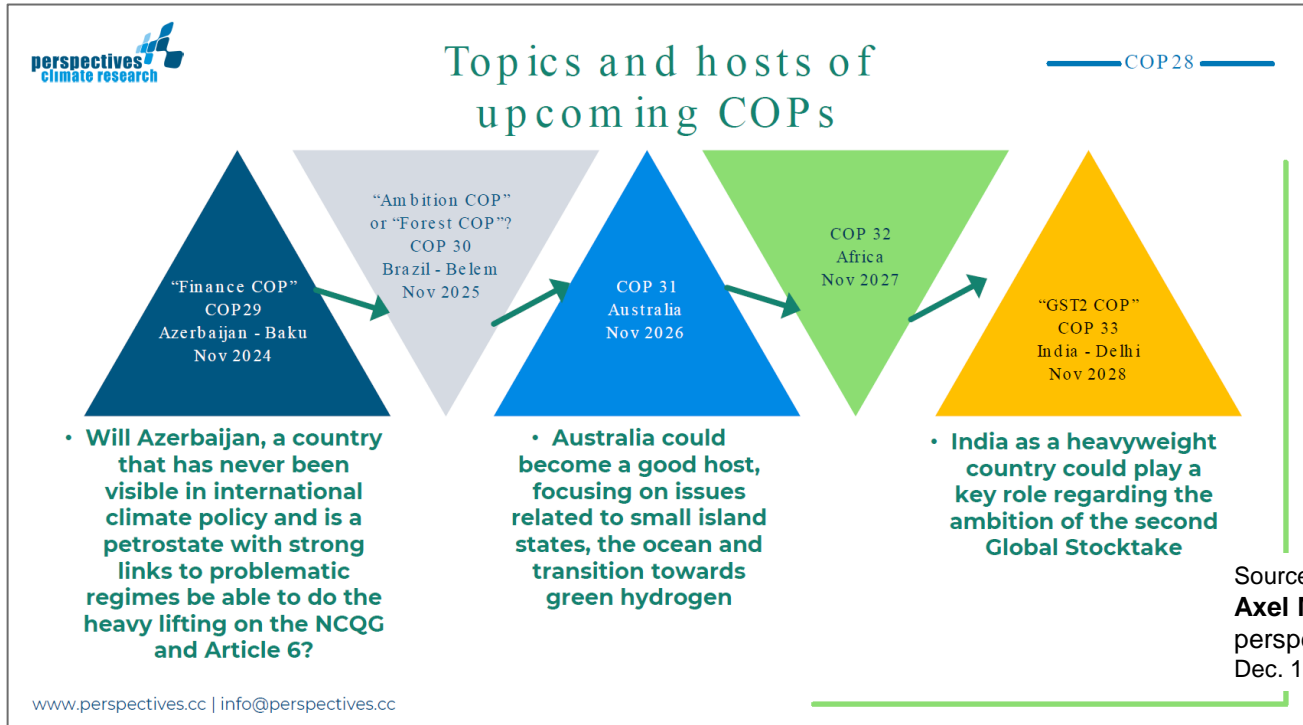 perspectives
climate research
Topics and hosts of
upcoming COPs
COP28
“Finance COP”
COP29
Azerbaijan - Baku
Nov 2024
“Ambition COP”
or “Forest COP”?
COP 30
Brazil - Belem
Nov 2025
COP 31
Australia
Nov 2026
COP 32
Africa
Nov 2027
“GST2 COP”
COP 33
India - Delhi
Nov 2028
• Will Azerbaijan, a country
that has never been
visible in international
climate policy and is a
petrostate with strong
links to problematic
regimes be able to do the
heavy lifting on the NCQG
and Article 6?
• Australia could
become a good host,
focusing on issues
related to small island
states, the ocean and
transition towards
green hydrogen
• India as a heavyweight
country could play a
key role regarding the
ambition of the second
Global Stocktake
Source
Axel
Dec. 1
www.perspectives.cc | info@perspectives.cc